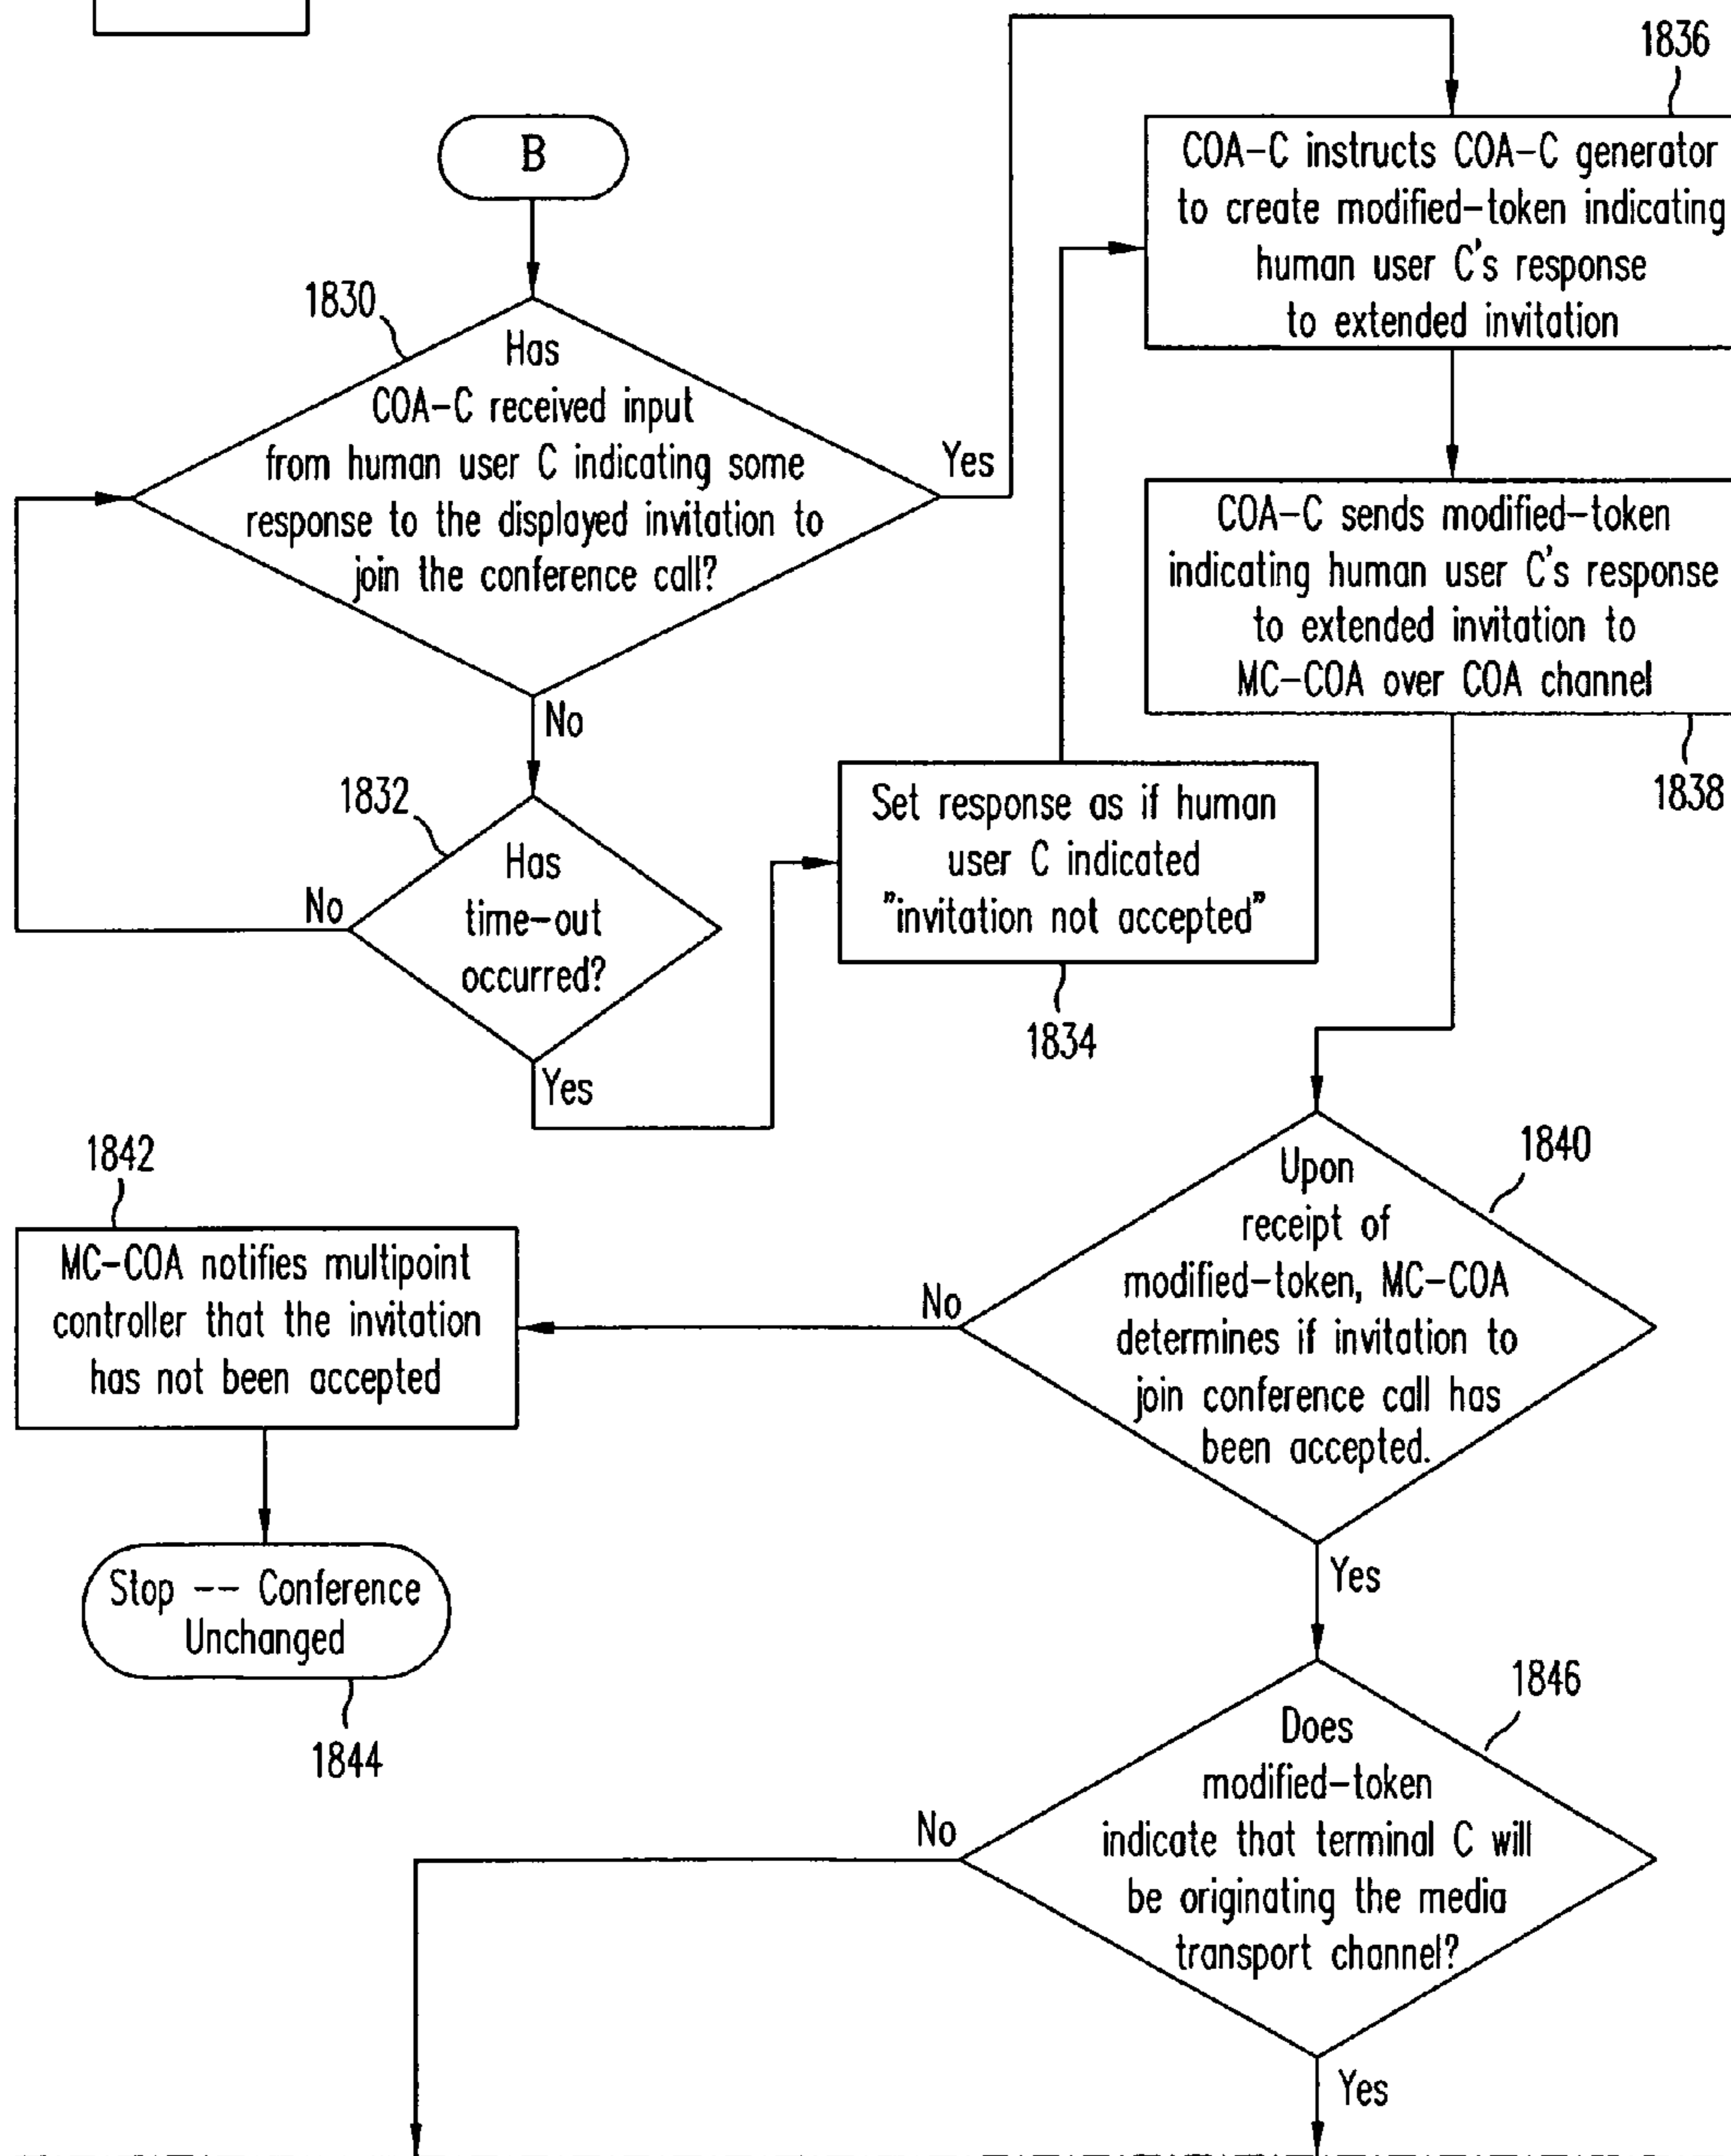 B
1830
Has
COA-C received input
from human user C indicating some
response to the displayed invitation to
join the conference call?
Yes
No
1832
Has
time-out
occurred?
No
Yes
Set response as if human
user C indicated
"invitation not accepted"
1834
1836
COA-C instructs COA-C generator
to create modified-token indicating
human user C's response
to extended invitation
COA-C sends modified-token
indicating human user C's response
to extended invitation to
MC-COA over COA channel
1838
1840
Upon
receipt of
modified-token, MC-COA
determines if invitation to
join conference call has
been accepted.
No
Yes
1842
MC-COA notifies multipoint
controller that the invitation
has not been accepted
Stop -- Conference
Unchanged
1844
1846
Does
modified-token
indicate that terminal C will
be originating the media
transport channel?
No
Yes